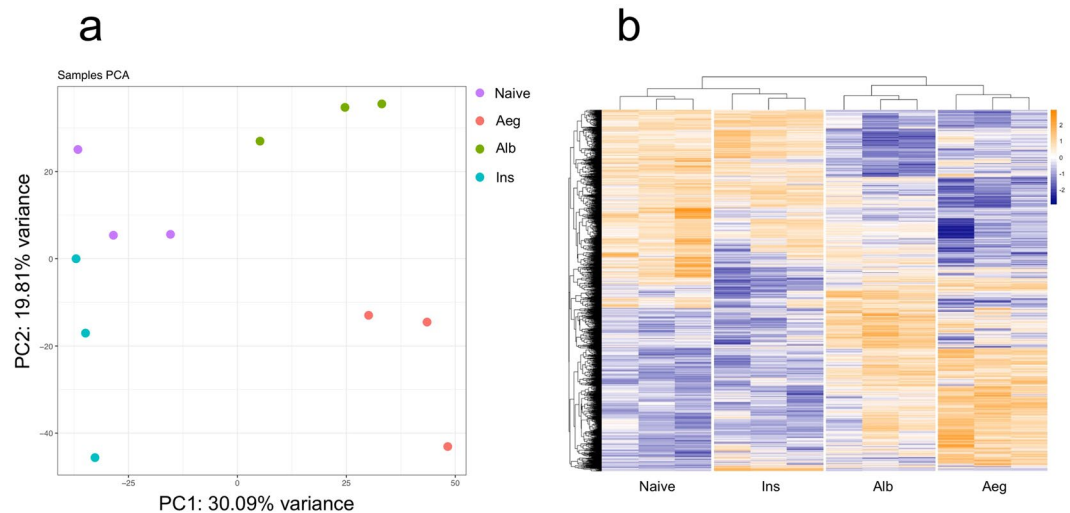 a
b
Samples PCA
Naive
Aeg
Alb
Ins
PC2: 19.81% variance
20
0
−20
−40
−25
0
25
50
PC1: 30.09% variance
2
1
0
-1
-2
Naive
Ins
Alb
Aeg